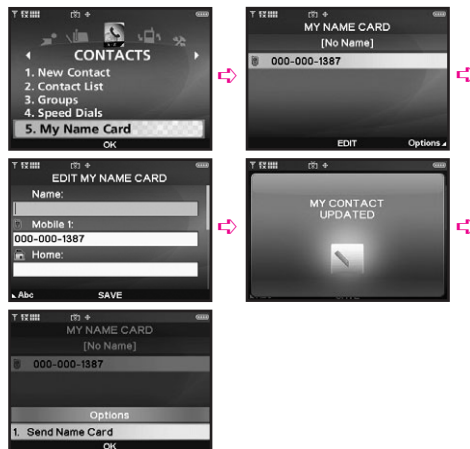 CONTACTS
1. New Contact
2. Contact List
3. Groups
4. Speed Dials
5. My Name Card
OK
MY NAME CARD
[No Name]
000-000-1387
EDIT Options
EDIT MY NAME CARD
Name:
Mobile 1:
000-000-1387
Home:
Abc SAVE
MY CONTACT
UPDATED
MY NAME CARD
[No Name]
000-000-1387
Options
1. Send Name Card
OK